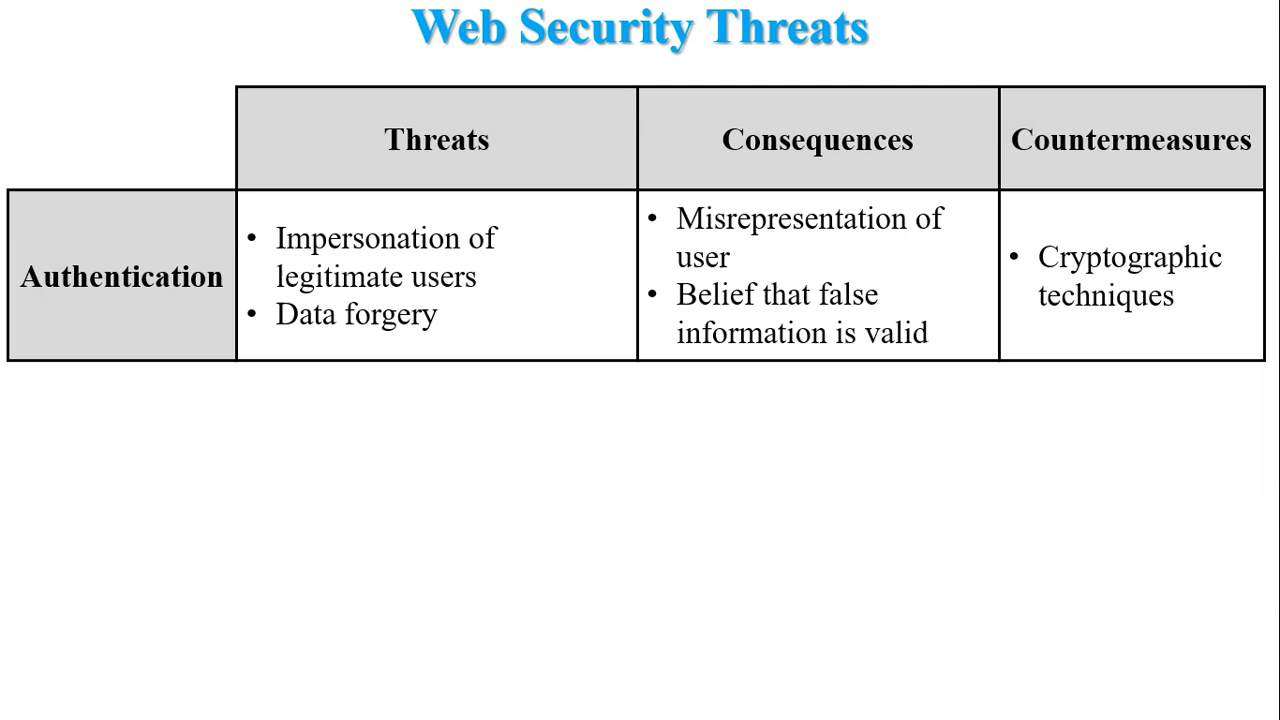 Web Security Threats
Threats
Consequences
Countermeasures
Authentication
• Impersonation of
legitimate users
• Data forgery
• Misrepresentation of
user
• Belief that false
information is valid
• Cryptographic
techniques